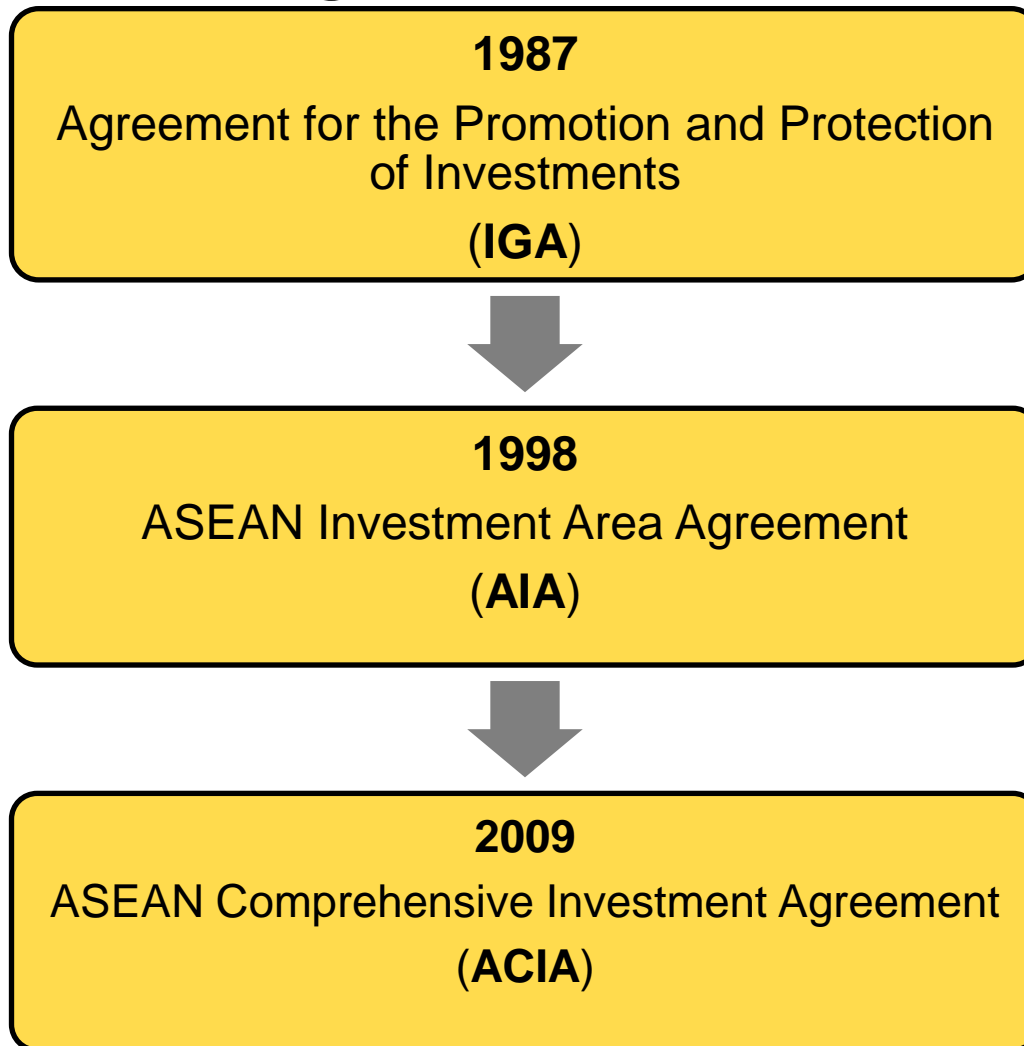 1987
Agreement for the Promotion and Protection
of Investments
(IGA)
1998
ASEAN Investment Area Agreement
(AIA)
2009
ASEAN Comprehensive Investment Agreement
(ACIA)